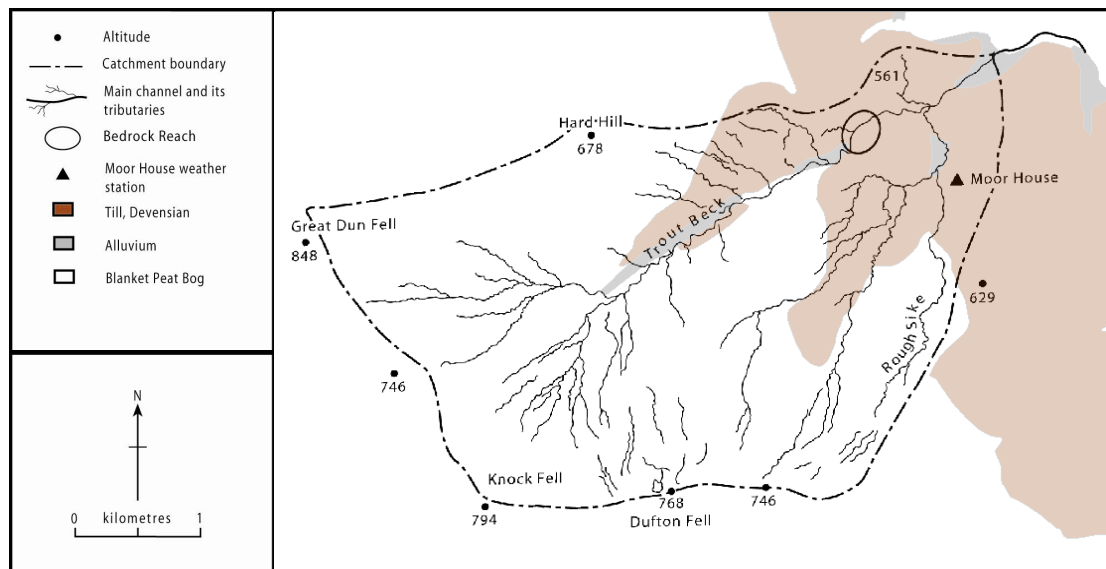 Altitude
Catchment boundary
Main channel and its
tributaries
Bedrock Reach
Moor House weather
station
Till, Devensian
Alluvium
Blanket Peat Bog
N
0 kilometres 1
561
Hard Hill
678
Moor House
Trout Beck
Great Dun Fell
848
629
Rough Sike
746
Knock Fell
794
768
746
Dufton Fell